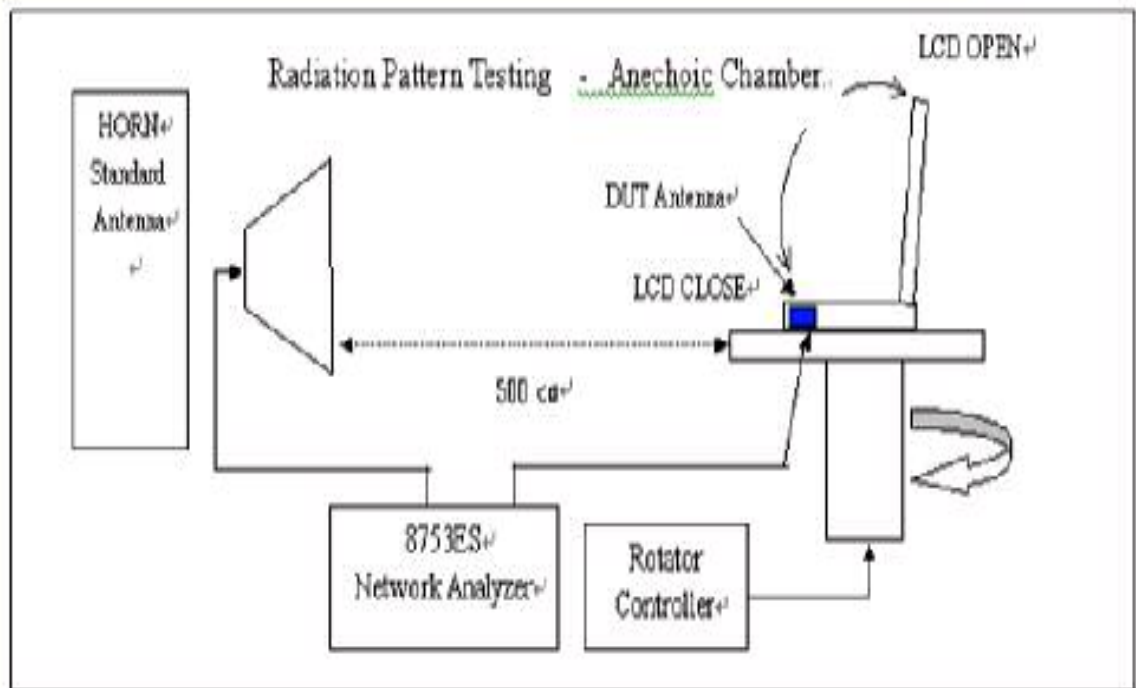 LCD OPEN
Radiation Pattern Testing - Anechoic Chamber
HORN
Standard
Antenna
DUT Antenna
LCD CLOSE
500
8753ES
Network Analyzer
Rotator
Controller